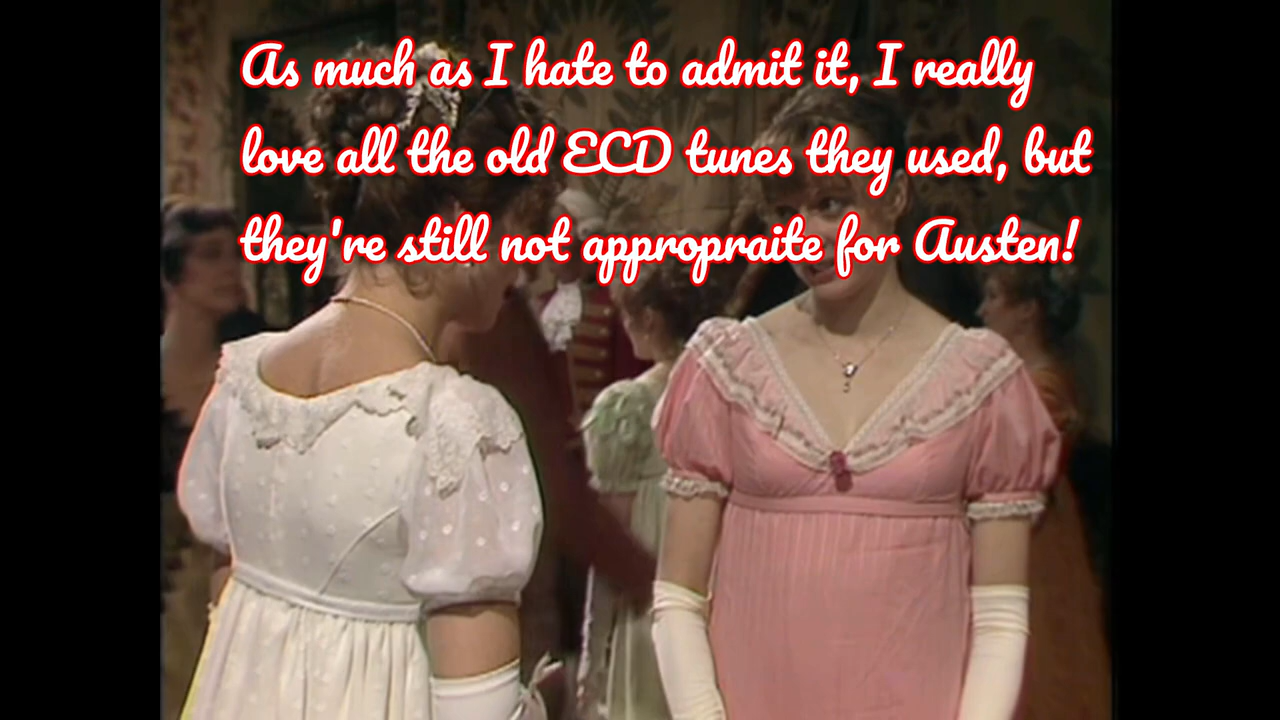 As much as I hate to admit it, I really
love all the old ECD tunes they used, but
they're still not appropraite for Austen!